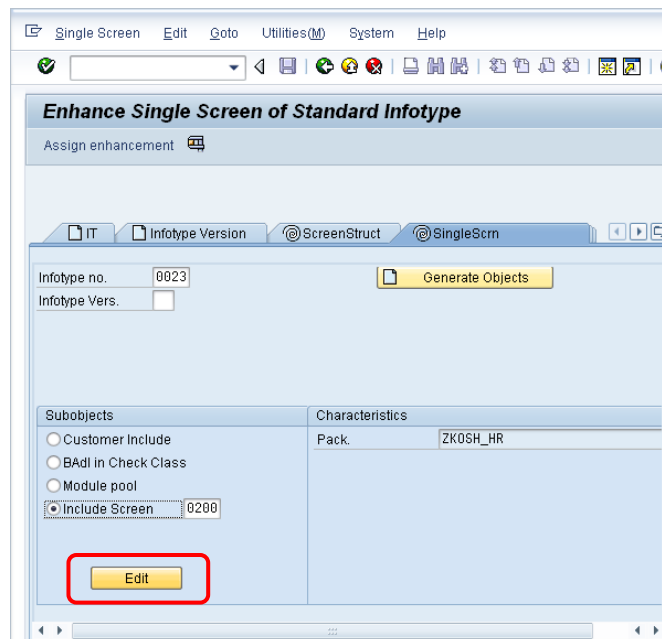 Single Screen Edit Goto Utilities(M) System Help
Enhance Single Screen of Standard Infotype
Assign enhancement
IT Infotype Version ScreenStruct SingleScrn
Infotype no. 0023 Generate Objects
Infotype Vers.
Subobjects Characteristics
Customer Include Pack. ZKOSH_HR
BAdI in Check Class
Module pool
Include Screen 0200
Edit